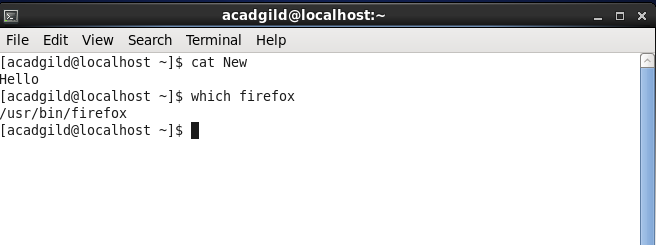 acadgild@localhost:~
File Edit View Search Terminal Help
[acadgild@localhost ~]$ cat New
Hello
[acadgild@localhost ~]$ which firefox
/usr/bin/firefox
[acadgild@localhost ~]$